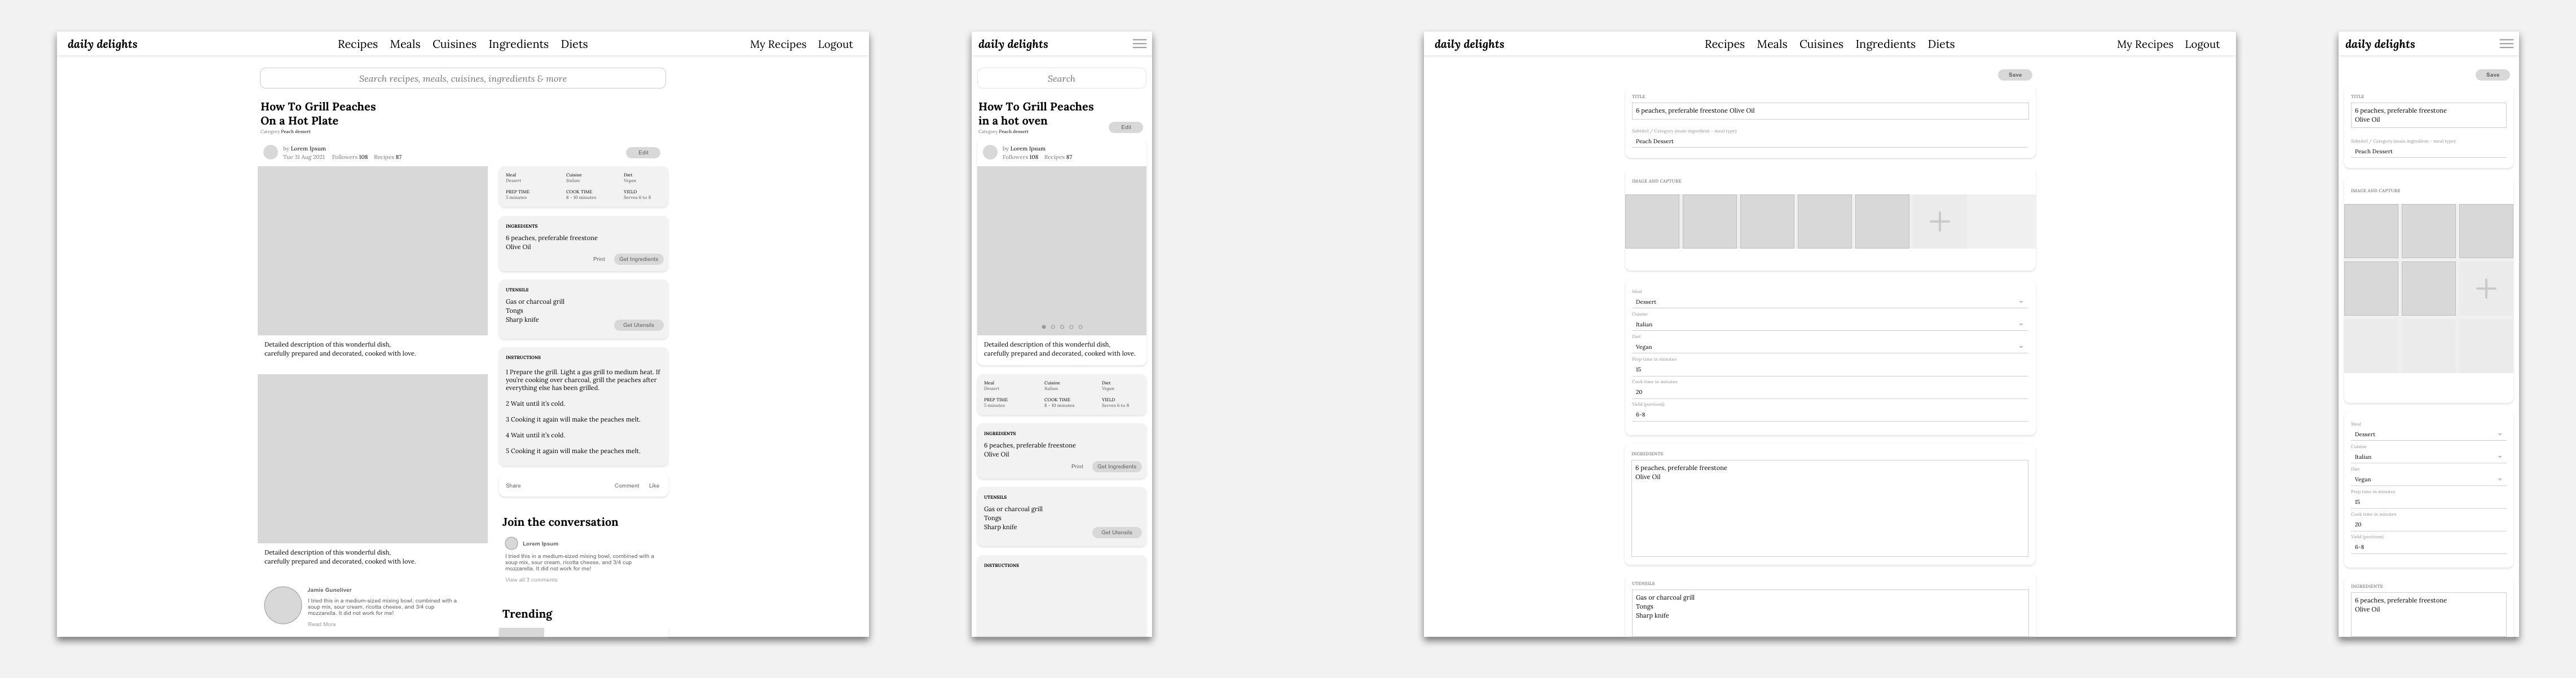 daily delights
Recipes Meals Cuisines Ingredients Diets
My Recipes Logout
Search recipes, meals, cuisines, ingredients & more
How To Grill Peaches
On a Hot Plate
Category Peach dessert
by Lorem Ipsum
Tue 31 Aug 2021 Followers 108 Recipes 87
Edit
Detailed description of this wonderful dish,
carefully prepared and decorated, cooked with love.
Detailed description of this wonderful dish,
carefully prepared and decorated, cooked with love.
Jamie Gunoliver
I tried this in a medium-sized mixing bowl, combined with a
soup mix, sour cream, ricotta cheese, and 3/4 cup
mozzarella. It did not work for me!
Read More
Meal Cuisine Diet
Dessert Italian Vegan
PREP TIME COOK TIME YIELD
5 minutes 8 - 10 minutes Serves 6 to 8
INGREDIENTS
6 peaches, preferable freestone
Olive Oil
Print Get Ingredients
UTENSILS
Gas or charcoal grill
Tongs
Sharp knife
Get Utensils
INSTRUCTIONS
1 Prepare the grill. Light a gas grill to medium heat. If
you're cooking over charcoal, grill the peaches after
everything else has been grilled.
2 Wait until it's cold.
3 Cooking it again will make the peaches melt.
4 Wait until it's cold.
5 Cooking it again will make the peaches melt.
Share Comment Like
Join the conversation
Lorem Ipsum
I tried this in a medium-sized mixing bowl, combined with a
soup mix, sour cream, ricotta cheese, and 3/4 cup
mozzarella. It did not work for me!
View all 3 comments
Trending
daily delights
Search
How To Grill Peaches
in a hot oven
Category Peach dessert
Edit
by Lorem Ipsum
Followers 108 Recipes 87
Detailed description of this wonderful dish,
carefully prepared and decorated, cooked with love.
Meal Cuisine Diet
Dessert Italian Vegan
PREP TIME COOK TIME YIELD
5 minutes 8 - 10 minutes Serves 6 to 8
INGREDIENTS
6 peaches, preferable freestone
Olive Oil
Print Get Ingredients
UTENSILS
Gas or charcoal grill
Tongs
Sharp knife
Get Utensils
INSTRUCTIONS
daily delights
Recipes Meals Cuisines Ingredients Diets
My Recipes Logout
Save
TITLE
6 peaches, preferable freestone Olive Oil
/ Category (main ingredient - meal type)
Peach Dessert
IMAGE AND CAPTURE
Meal
Dessert
Cuisine
Italian
Diet
Vegan
Prep time in minutes
15
Cook time in minutes
20
Yield (portions)
6-8
INGREDIENTS
6 peaches, preferable freestone
Olive Oil
UTENSILS
Gas or charcoal grill
Tongs
Sharp knife
daily delights
Save
TITLE
6 peaches, preferable freestone
Olive Oil
/ Category (main ingredient - meal type)
Peach Dessert
IMAGE AND CAPTURE
Meal
Dessert
Cuisine
Italian
Diet
Vegan
Prep time in minutes
15
Cook time in minutes
20
Yield (portions)
6-8
INGREDIENTS
6 peaches, preferable freestone
Olive Oil